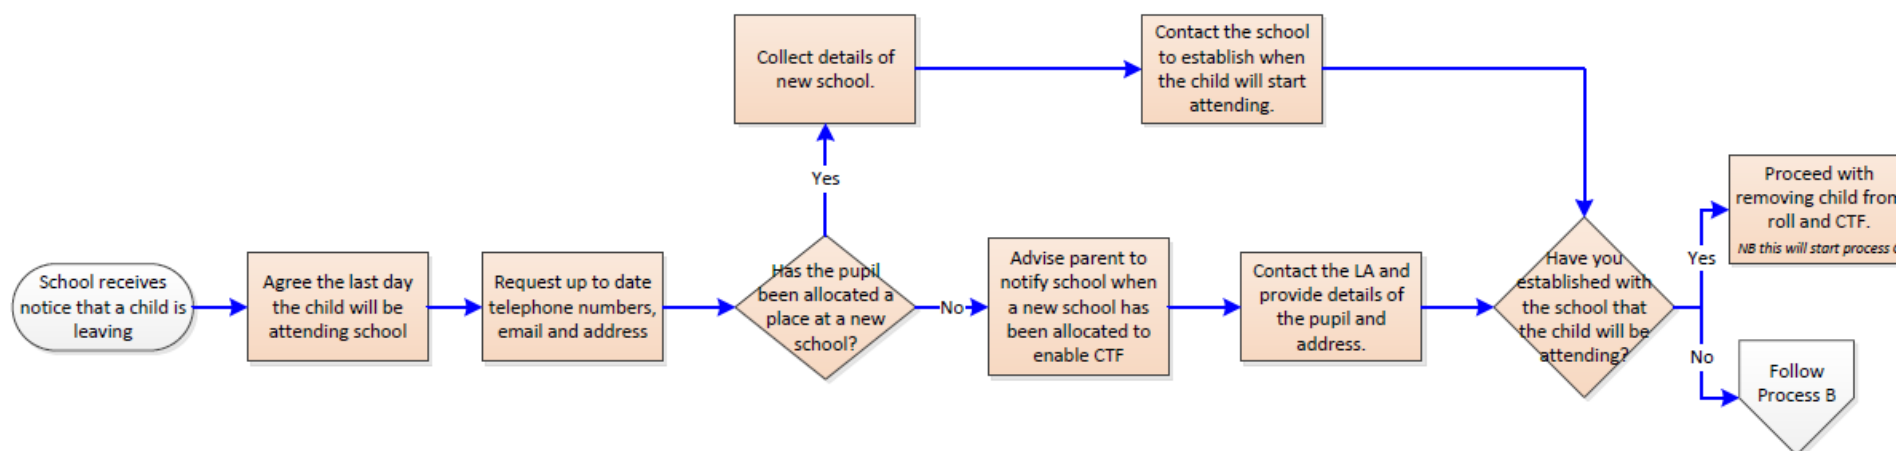 Collect details of
new school.
Contact the school
to establish when
the child will start
attending.
Yes
School receives
notice that a child is
leaving
Agree the last day
the child will be
attending school
Request up to date
telephone numbers,
email and address
Has the pupil
been allocated a
place at a new
school?
No
Advise parent to
notify school when
a new school has
been allocated to
enable CTF
Contact the LA and
provide details of
the pupil and
address.
Have you
established with
the school that
the child will be
attending?
Yes
Proceed with
removing child from
roll and CTF.
NB this will start process
No
Follow
Process B